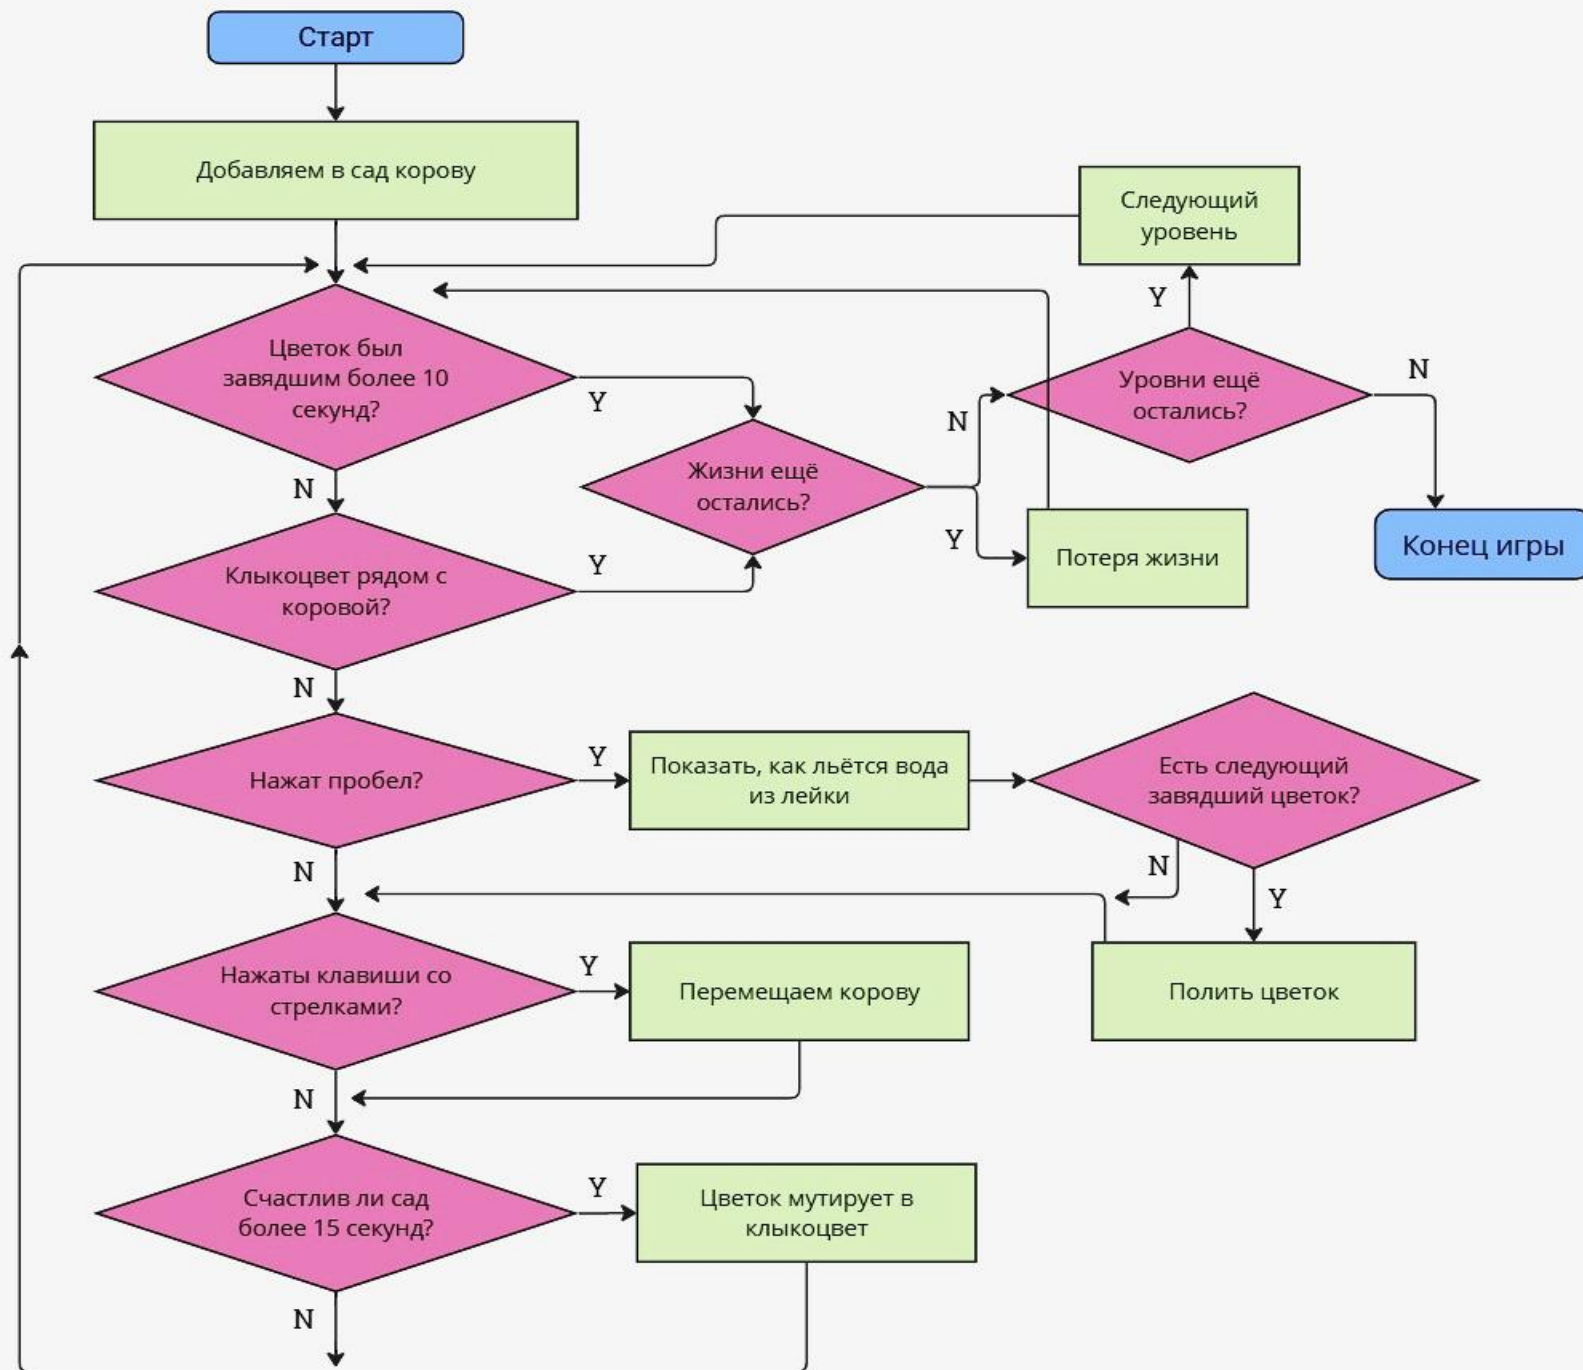 Старт
Добавляем в сад корову
Следующий
уровень
Y
Цветок был
завядшим более 10
секунд?
Y
N
Уровни ещё
остались?
N
Жизни ещё
остались?
N
Y
Потеря жизни
Конец игры
Клыкоцвет рядом с
коровой?
Y
N
Нажат пробел?
Y
Показать, как льётся вода
из лейки
Есть следующий
завядший цветок?
N
Y
N
Нажаты клавиши со
стрелками?
Y
Перемещаем корову
Полить цветок
N
Счастлив ли сад
более 15 секунд?
Y
Цветок мутирует в
клыкоцвет
N